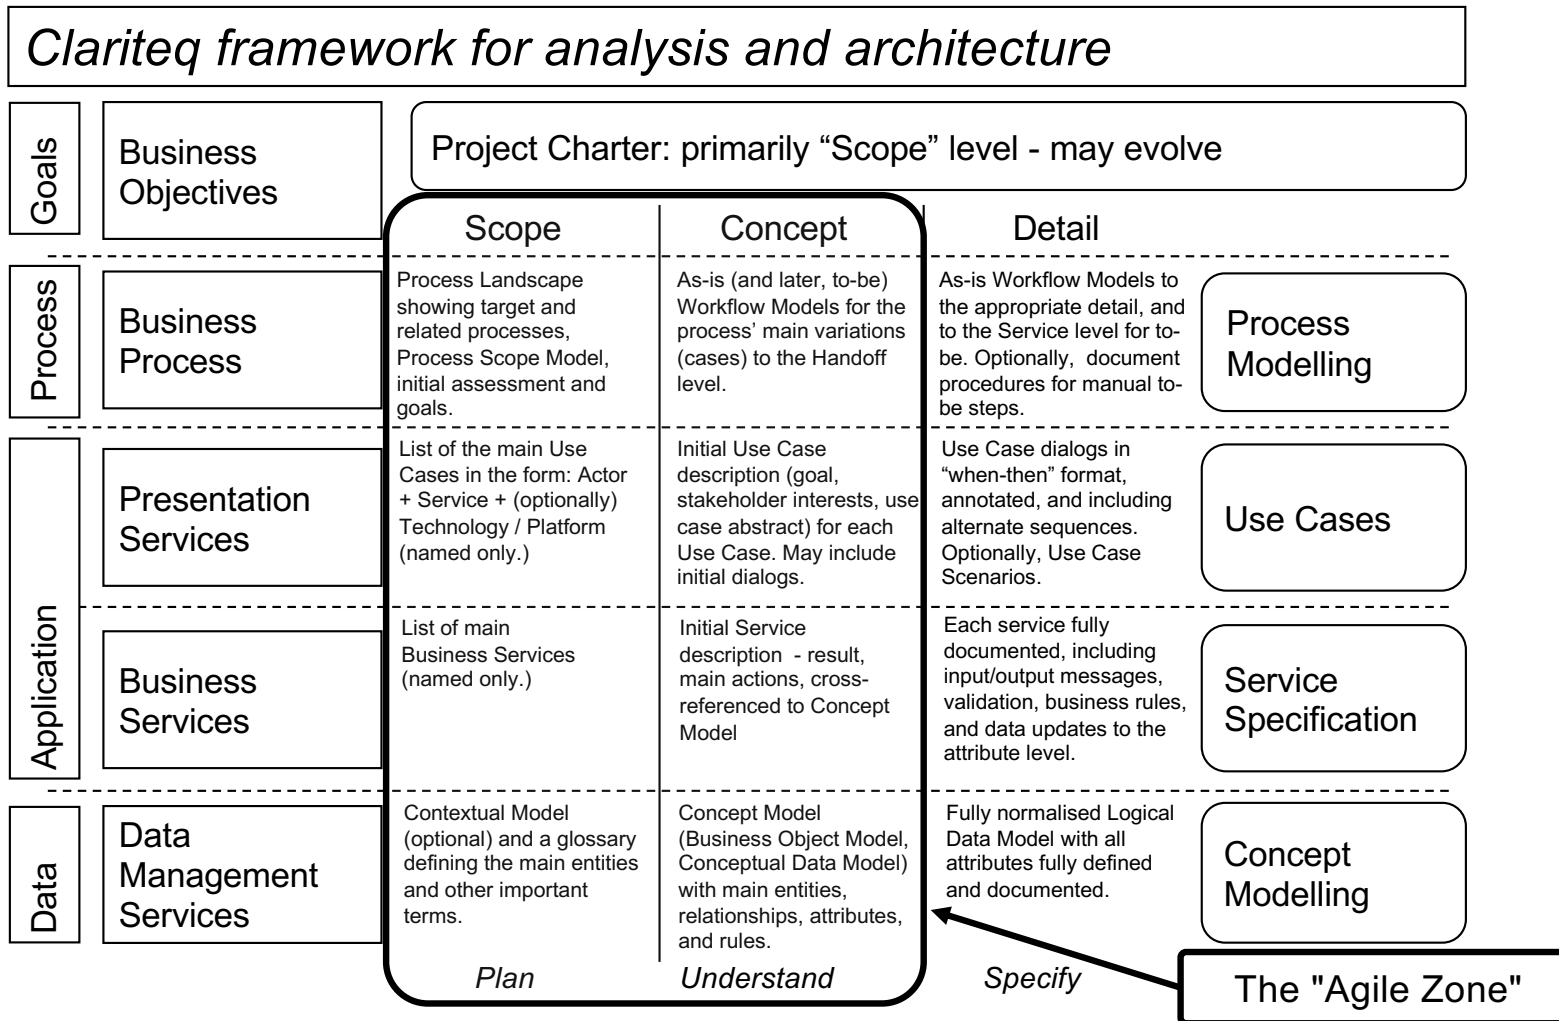 Clariteq framework for analysis and architecture
Goals
Business
Objectives
Project Charter: primarily “Scope” level - may evolve
Scope
Concept
Detail
Process
Business
Process
Process Landscape
showing target and
related processes,
Process Scope Model,
initial assessment and
goals.
As-is (and later, to-be)
Workflow Models for the
process’ main variations
(cases) to the Handoff
level.
As-is Workflow Models to
the appropriate detail, and
to the Service level for to-
be. Optionally, document
procedures for manual to-
be steps.
Process
Modelling
Application
Presentation
Services
List of the main Use
Cases in the form: Actor
+ Service + (optionally)
Technology / Platform
(named only.)
Initial Use Case
description (goal,
stakeholder interests, use
case abstract) for each
Use Case. May include
initial dialogs.
Use Case dialogs in
“when-then” format,
annotated, and including
alternate sequences.
Optionally, Use Case
Scenarios.
Use Cases
Business
Services
List of main
Business Services
(named only.)
Initial Service
description - result,
main actions, cross-
referenced to Concept
Model
Each service fully
documented, including
input/output messages,
validation, business rules,
and data updates to the
attribute level.
Service
Specification
Data
Data
Management
Services
Contextual Model
(optional) and a glossary
defining the main entities
and other important
terms.
Concept Model
(Business Object Model,
Conceptual Data Model)
with main entities,
relationships, attributes,
and rules.
Fully normalised Logical
Data Model with all
attributes fully defined
and documented.
Concept
Modelling
Plan
Understand
Specify
The "Agile Zone"